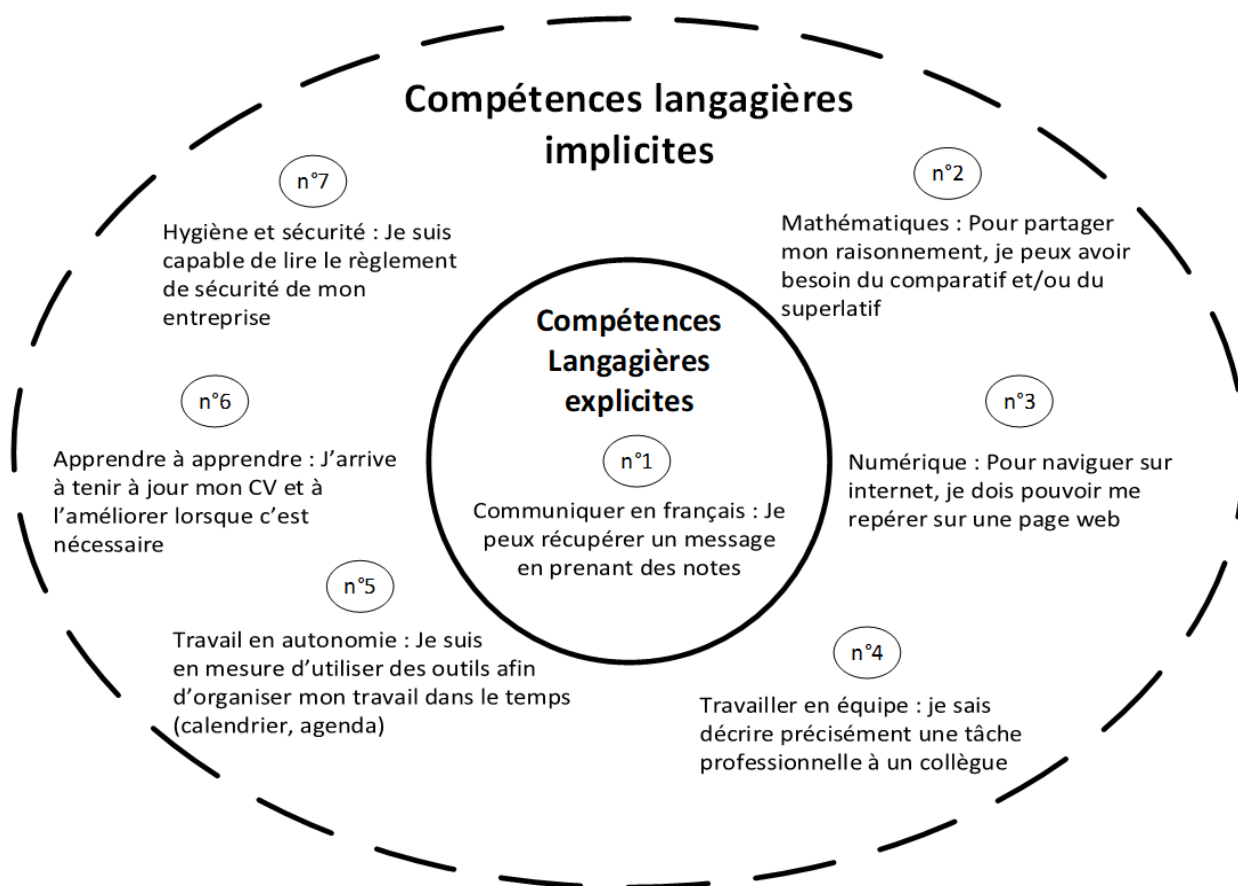 Compétences langagières
implicites
n°7
Hygiène et sécurité : Je suis
capable de lire le règlement
de sécurité de mon
entreprise
n°2
Mathématiques : Pour partager
mon raisonnement, je peux avoir
besoin du comparatif et/ou du
superlatif
Compétences
Langagières
explicites
n°1
Communiquer en français : Je
peux récupérer un message
en prenant des notes
n°6
Apprendre à apprendre : J’arrive
à tenir à jour mon CV et à
l’améliorer lorsque c’est
nécessaire
n°3
Numérique : Pour naviguer sur
internet, je dois pouvoir me
repérer sur une page web
n°5
Travail en autonomie : Je suis
en mesure d’utiliser des outils afin
d’organiser mon travail dans le temps
(calendrier, agenda)
n°4
Travailler en équipe : je sais
décrire précisément une tâche
professionnelle à un collègue